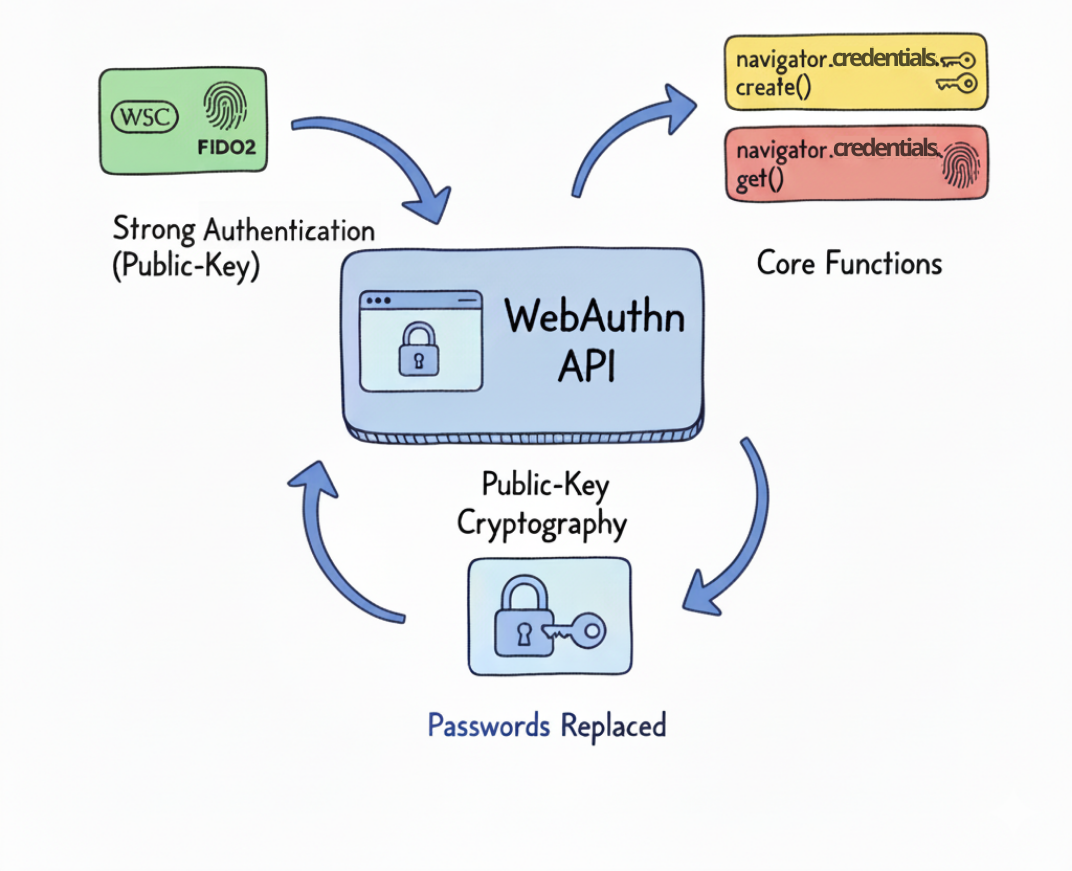 WSC
FIDO2
Strong Authentication
(Public-Key)
navigator.credentials.
create()
navigator.credentials.
get()
Core Functions
WebAuthn
API
Public-Key
Cryptography
Passwords Replaced